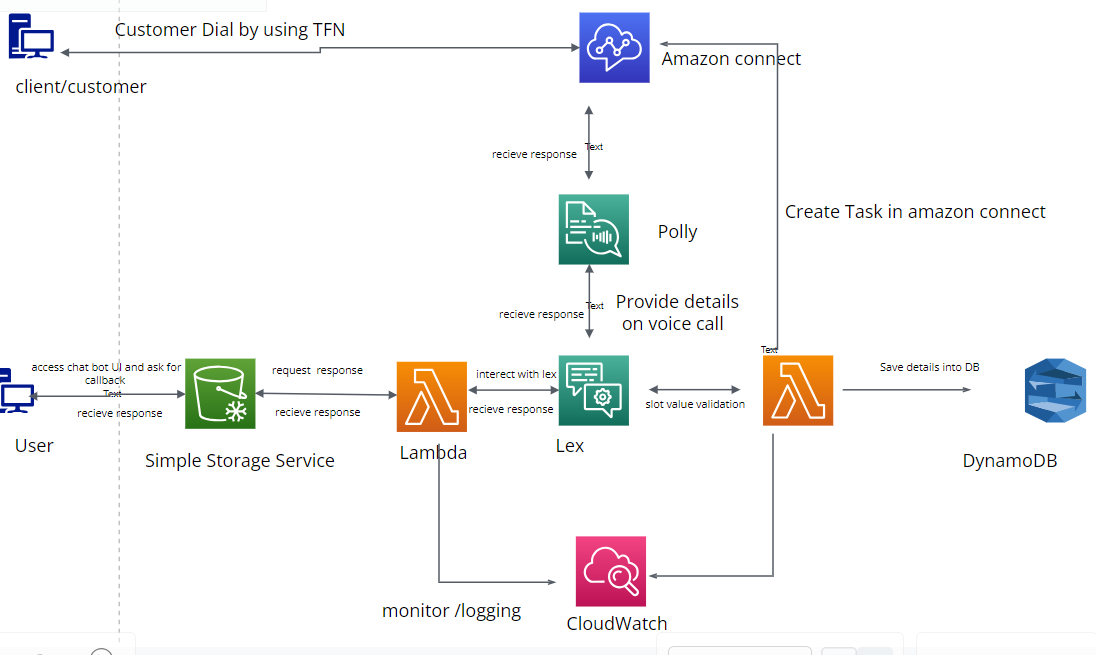 Customer Dial by using TFN
Amazon connect
client/customer
recieve response
Text
Create Task in amazon connect
Polly
Provide details
on voice call
recieve response
Text
Text
access chat bot UI and ask for
callback
Text
recieve response
request response
recieve response
interect with lex
recieve response
slot value validation
Save details into DB
User
Simple Storage Service
Lambda
Lex
DynamoDB
monitor /logging
CloudWatch